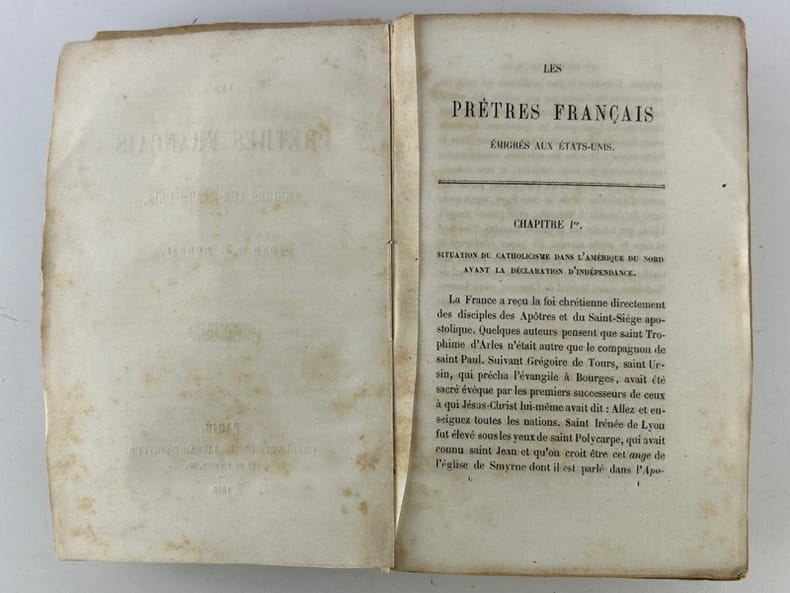 LES
PRÊTRES FRANÇAIS
ÉMIGRÉS AUX ÉTATS-UNIS.
CHAPITRE Ier.
SITUATION DU CATHOLICISME DANS L'AMÉRIQUE DU NORD
AVANT LA DÉCLARATION D'INDÉPENDANCE.
La France a reçu la foi chrétienne directement
des disciples des Apôtres et du Saint-Siége apo-
stolique. Quelques auteurs pensent que saint Tro-
phime d'Arles n'était autre que le compagnon de
saint Paul. Suivant Grégoire de Tours, saint Ur-
sin, qui prêcha l'évangile à Bourges, avait été
sacré évêque par les premiers successeurs de ceux
à qui Jésus-Christ lui-même avait dit : Allez et en-
seignez toutes les nations. Saint Irénée de Lyon
fut élevé sous les yeux de saint Polycarpe, qui avait
connu saint Jean et qu'on croit être cet ange de
l'église de Smyrne dont il est parlé dans l'Apo-
I. 1